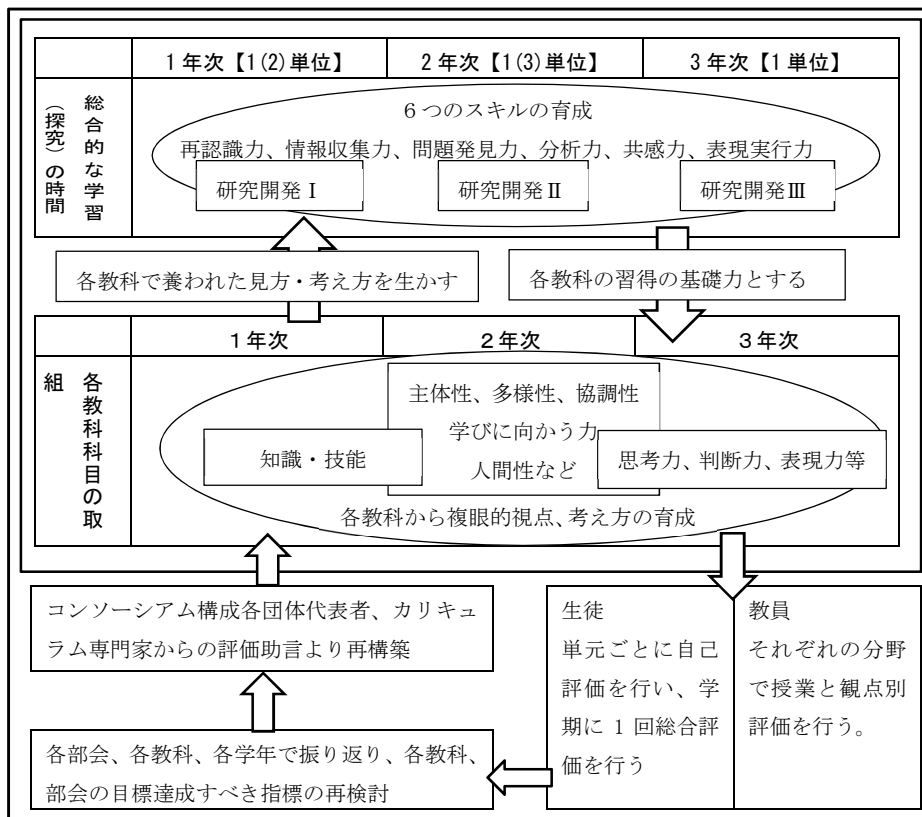 1年次【1(2)単位】
2年次【1(3)単位】
3年次【1単位】
総合的な学習
（探究）の時間
6つのスキルの育成
再認識力、情報収集力、問題発見力、分析力、共感力、表現実行力
研究開発Ⅰ
研究開発Ⅱ
研究開発Ⅲ
各教科で養われた見方・考え方を生かす
各教科の習得の基礎力とする
1年次
2年次
3年次
各教科科目の取
組
主体性、多様性、協調性
学びに向かう力
人間性など
知識・技能
思考力、判断力、表現力等
各教科から複眼的視点、考え方の育成
コンソーシアム構成各団体代表者、カリキュ
ラム専門家からの評価助言より再構築
生徒
単元ごとに自己
評価を行い、学
期に1回総合評
価を行う
教員
それぞれの分野
で授業と観点別
評価を行う。
各部会、各教科、各学年で振り返り、各教科、
部会の目標達成すべき指標の再検討